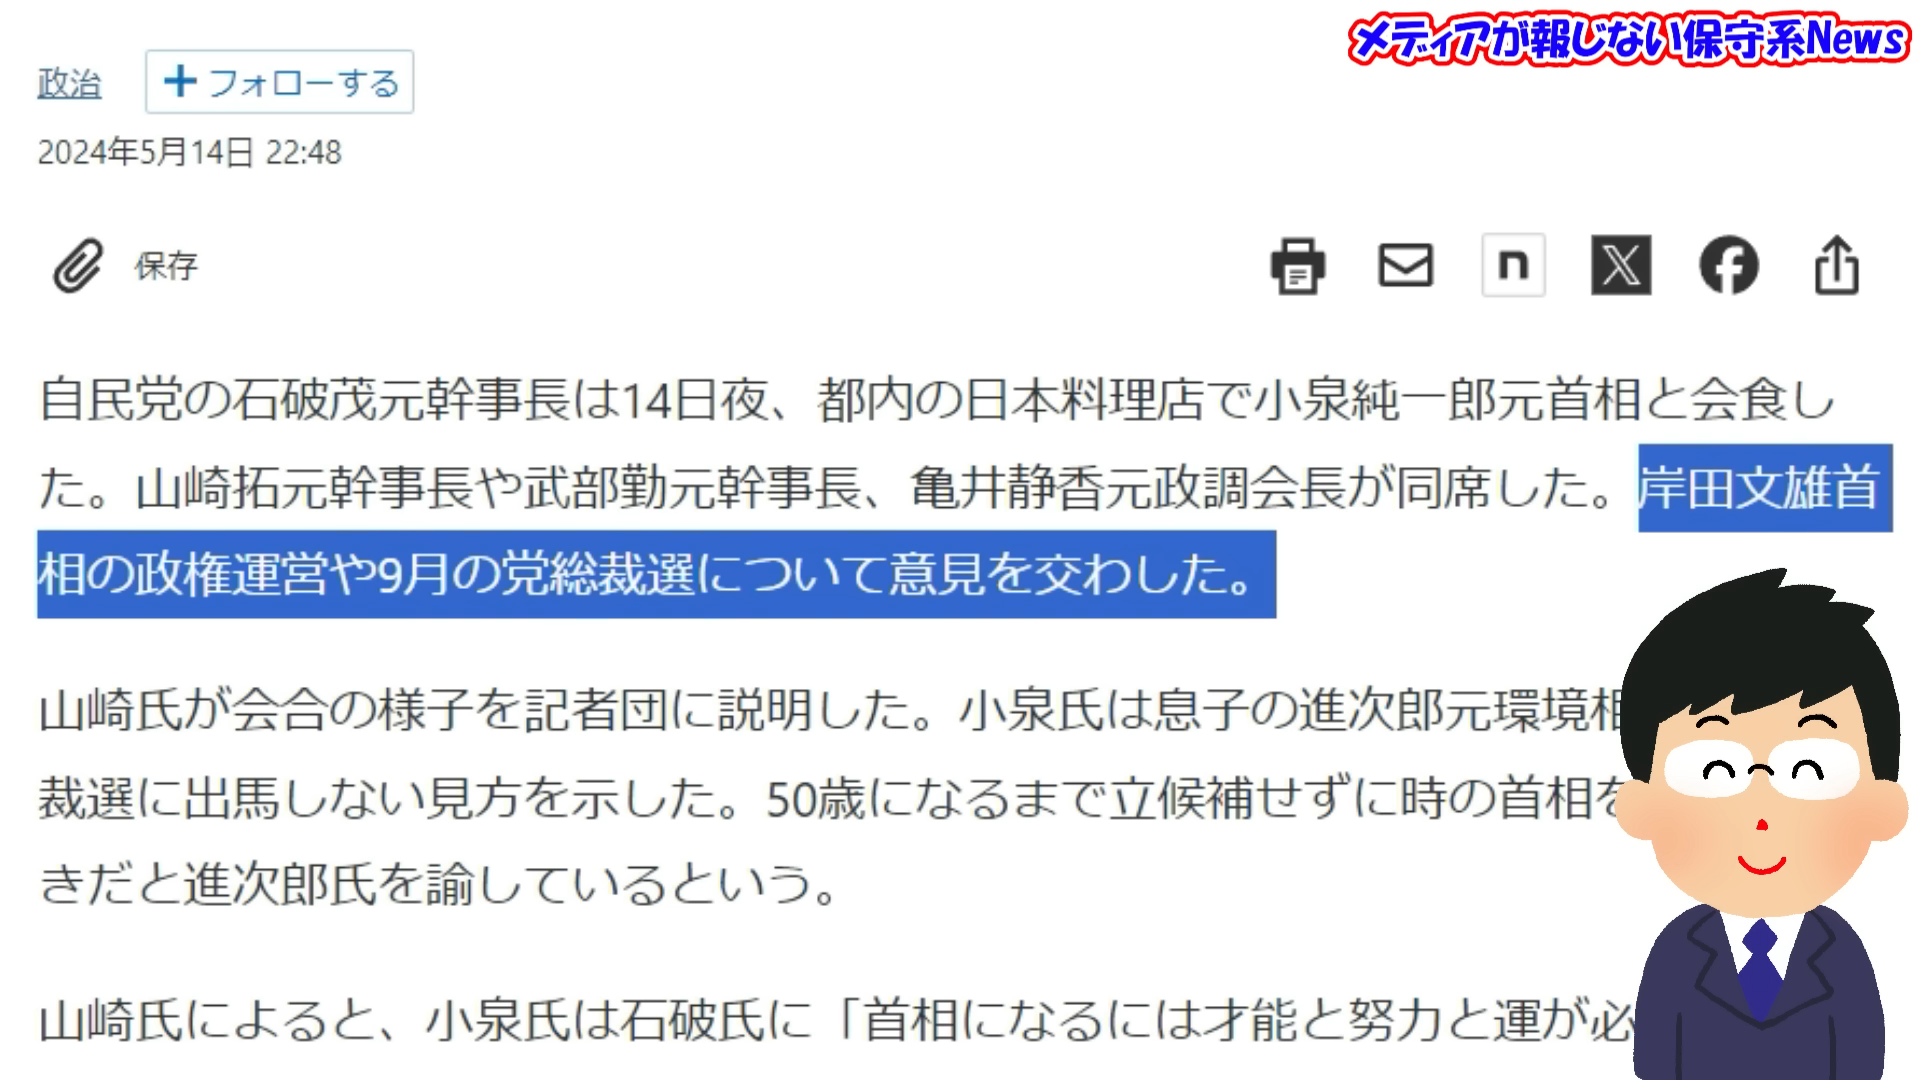 メディアが報じない保守系News
政治
+ フォローする
2024年5月14日 22:48
保存
n
自民党の石破茂元幹事長は14日夜、都内の日本料理店で小泉純一郎元首相と会食し
た。山崎拓元幹事長や武部勤元幹事長、亀井静香元政調会長が同席した。岸田文雄首
相の政権運営や9月の党総裁選について意見を交わした。
山崎氏が会合の様子を記者団に説明した。小泉氏は息子の進次郎元環境相
裁選に出馬しない見方を示した。50歳になるまで立候補せずに時の首相を
きだと進次郎氏を諭しているという。
山崎氏によると、小泉氏は石破氏に「首相になるには才能と努力と運が必